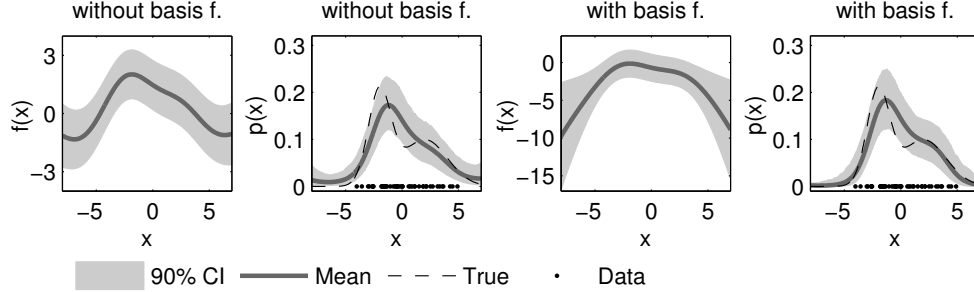 without basis f.
without basis f.
with basis f.
with basis f.
f(x)
3
0
−3
−5
0
5
x
p(x)
0.3
0.2
0.1
0
−5
0
5
x
f(x)
0
−5
−10
−15
−5
0
5
x
p(x)
0.3
0.2
0.1
0
−5
0
5
x
90% CI
Mean
True
Data